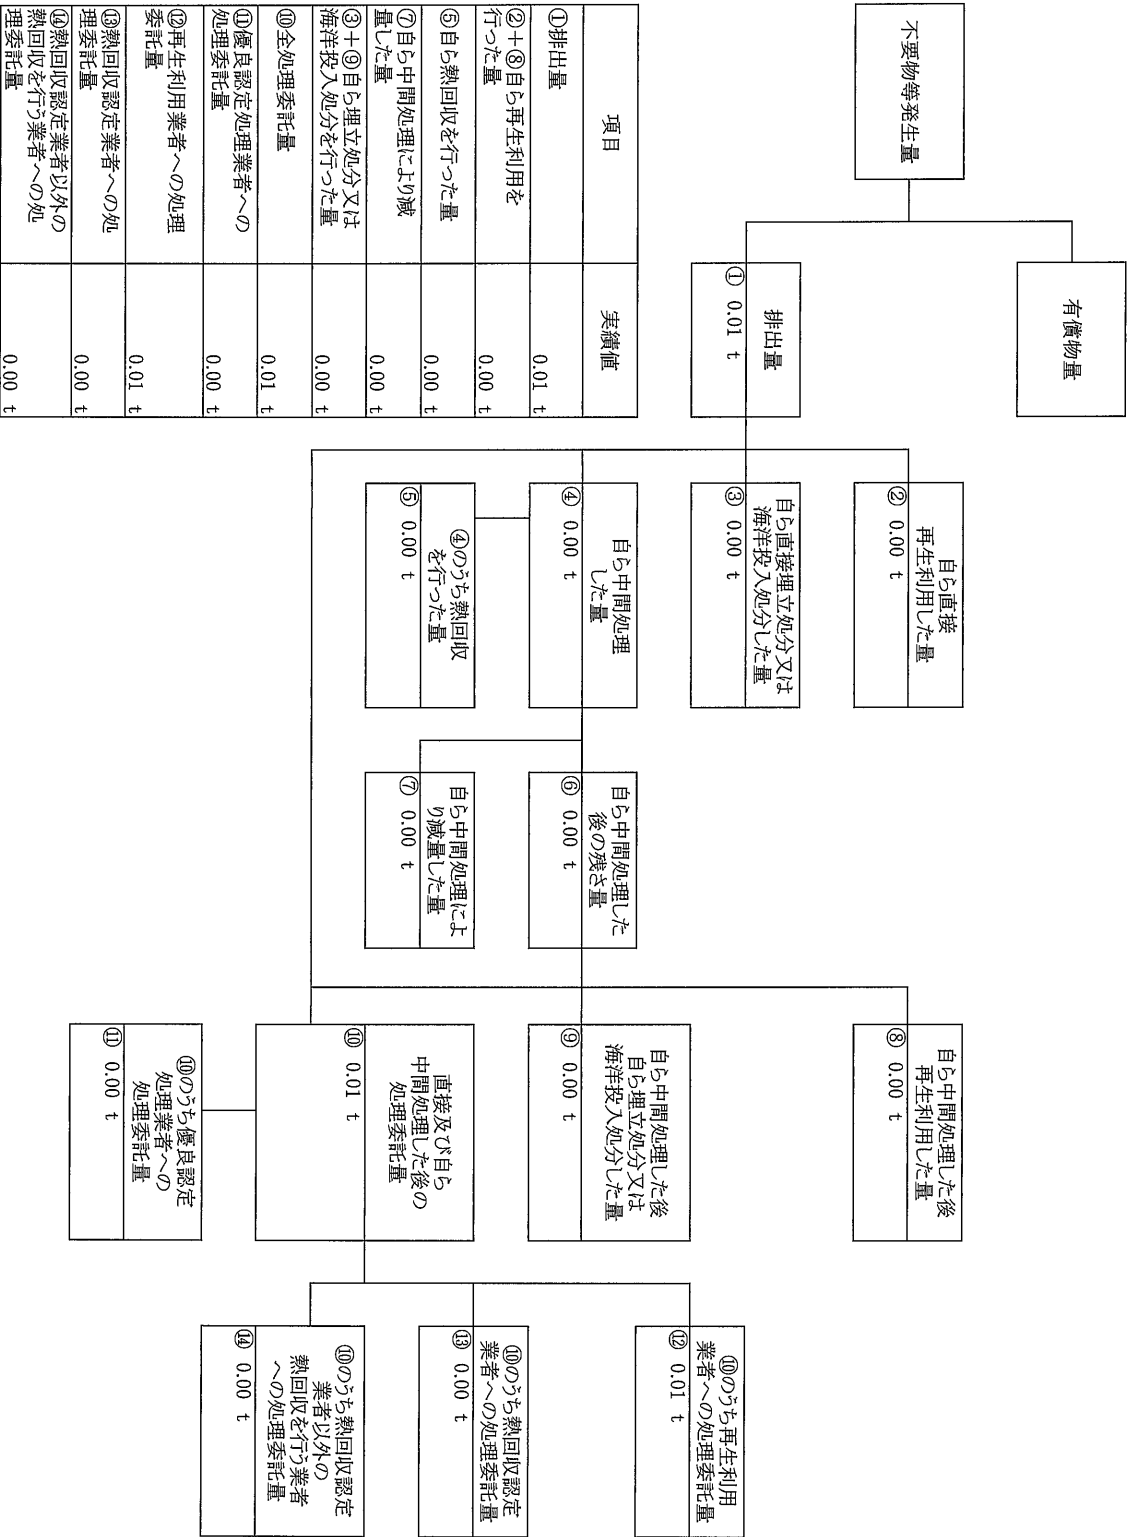 不要物等発生量
有償物量
排出量
① 0.01 t
自ら直接
再生利用した量
② 0.00 t
自ら直接埋立処分又は
海洋投入処分した量
③ 0.00 t
自ら中間処理
した量
④ 0.00 t
④のうち熱回収
を行った量
⑤ 0.00 t
自ら中間処理した
後の残さ量
⑥ 0.00 t
自ら中間処理によ
り減量した量
⑦ 0.00 t
自ら中間処理した後
再生利用した量
⑧ 0.00 t
自ら中間処理した後
自ら埋立処分又は
海洋投入処分した量
⑨ 0.00 t
直接及び自ら
中間処理した後の
処理委託量
⑩ 0.01 t
⑩のうち優良認定
処理業者への
処理委託量
⑪ 0.00 t
⑩のうち再生利用
業者への処理委託量
⑫ 0.01 t
⑩のうち熱回収認定
業者への処理委託量
⑬ 0.00 t
⑩のうち熱回収認定
業者以外の
熱回収を行う業者
への処理委託量
⑭ 0.00 t
項目 実績値
①排出量 0.01 t
②+⑧自ら再生利用を
行った量 0.00 t
⑤自ら熱回収を行った量 0.00 t
⑦自ら中間処理により減
量した量 0.00 t
③+⑨自ら埋立処分又は
海洋投入処分を行った量 0.00 t
⑩全処理委託量 0.01 t
⑪優良認定処理業者への
処理委託量 0.00 t
⑫再生利用業者への処理
委託量 0.01 t
⑬熱回収認定業者への処
理委託量 0.00 t
⑭熱回収認定業者以外の
熱回収を行う業者への処
理委託量 0.00 t